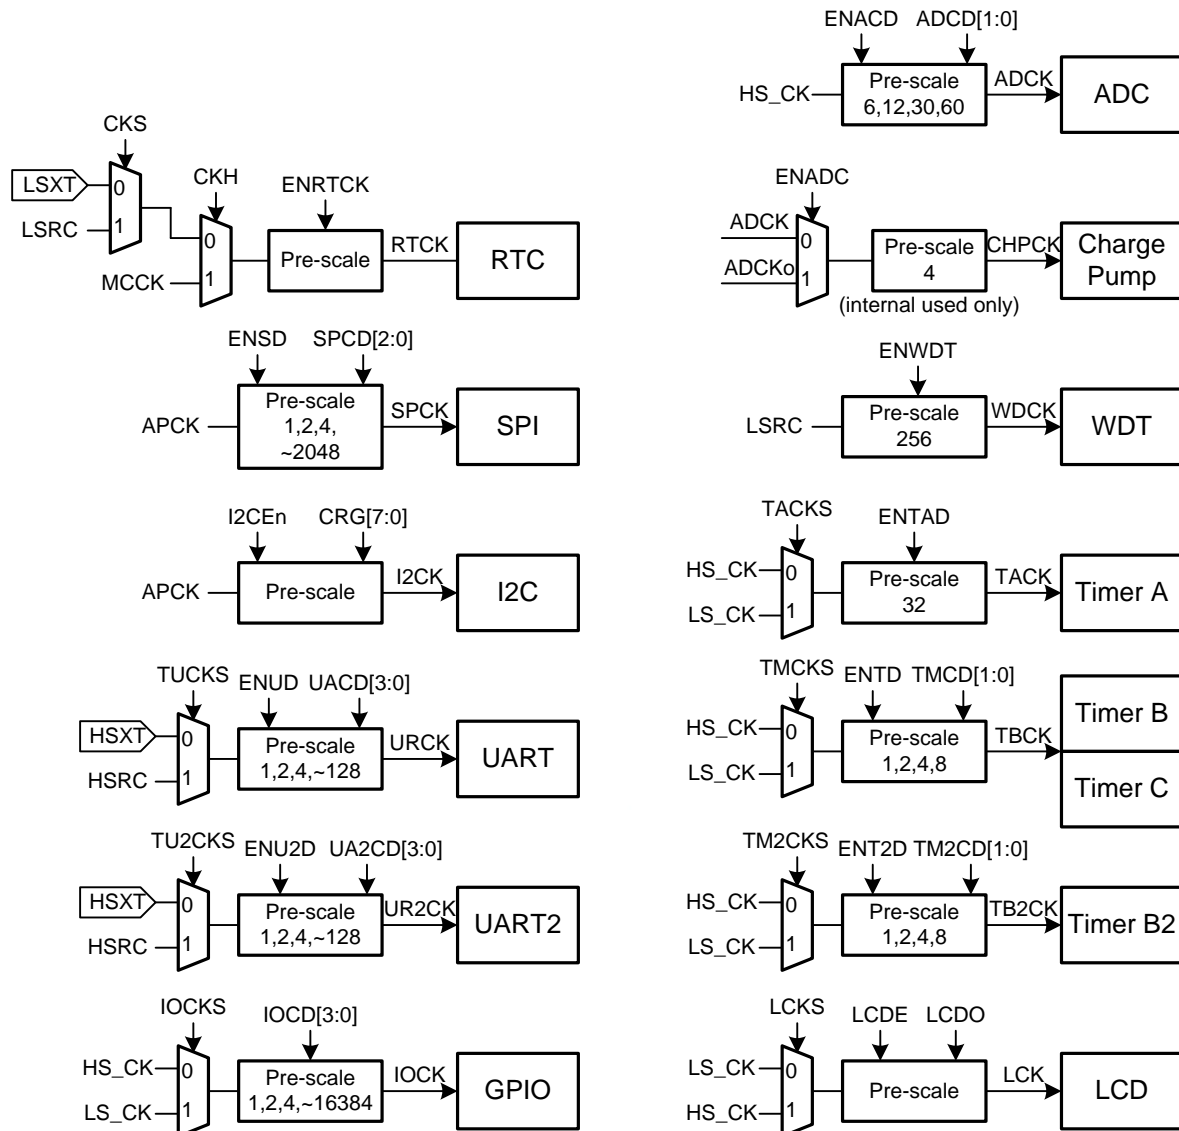 ENACD ADCD[1:0]
HS_CK
Pre-scale
6,12,30,60
ADCK
ADC
CKS
LSXT
0
LSRC
1
CKH
0
MCCK
1
ENRTCK
Pre-scale
RTCK
RTC
ENADC
ADCK
0
ADCKo
1
Pre-scale
4
(internal used only)
CHPCK
Charge
Pump
ENSD SPCD[2:0]
APCK
Pre-scale
1,2,4,
~2048
SPCK
SPI
ENWDT
LSRC
Pre-scale
256
WDCK
WDT
I2CEn CRG[7:0]
APCK
Pre-scale
I2CK
I2C
TACKS
ENTAD
HS_CK
0
LS_CK
1
Pre-scale
32
TACK
Timer A
TUCKS
ENUD UACD[3:0]
HSXT
0
HSRC
1
Pre-scale
1,2,4,~128
URCK
UART
TMCKS
ENTD TMCD[1:0]
HS_CK
0
LS_CK
1
Pre-scale
1,2,4,8
TBCK
Timer B
Timer C
TU2CKS
ENU2D UA2CD[3:0]
HSXT
0
HSRC
1
Pre-scale
1,2,4,~128
UR2CK
UART2
TM2CKS
ENT2D TM2CD[1:0]
HS_CK
0
LS_CK
1
Pre-scale
1,2,4,8
TB2CK
Timer B2
IOCKS
IOCD[3:0]
HS_CK
0
LS_CK
1
Pre-scale
1,2,4,~16384
IOCK
GPIO
LCKS
LCDE LCDO
LS_CK
0
HS_CK
1
Pre-scale
LCK
LCD